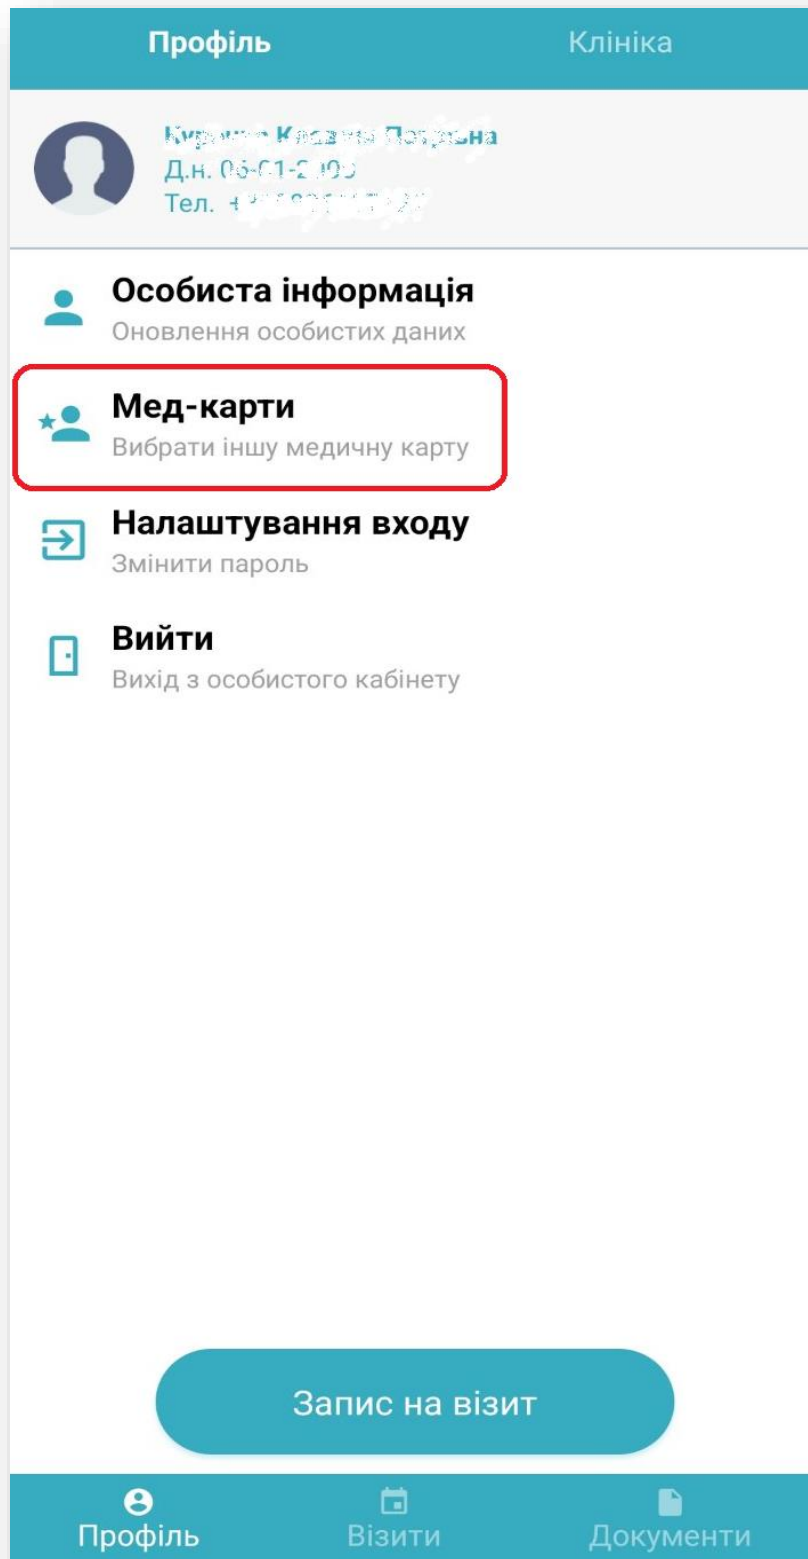 Профіль
Клініка
Д.н.
Тел.
Особиста інформація
Оновлення особистих даних
Мед-карти
Вибрати іншу медичну карту
Налаштування входу
Змінити пароль
Вийти
Вихід з особистого кабінету
Запис на візит
Профіль
Візити
Документи